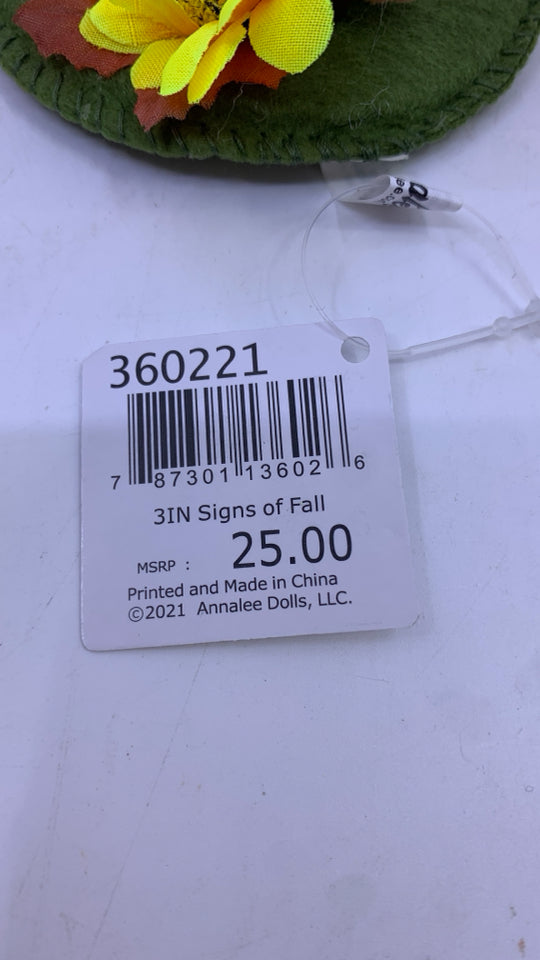 360221
7 87301 13602 6
3IN Signs of Fall
MSRP : 25.00
Printed and Made in China
©2021 Annalee Dolls, LLC.